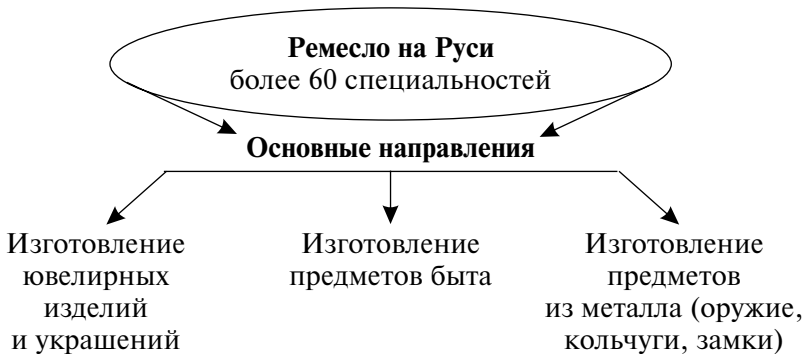 Ремесло на Руси
более 60 специальностей
Основные направления
Изготовление
ювелирных
изделий
и украшений
Изготовление
предметов быта
Изготовление
предметов
из металла (оружие,
кольчуги, замки)